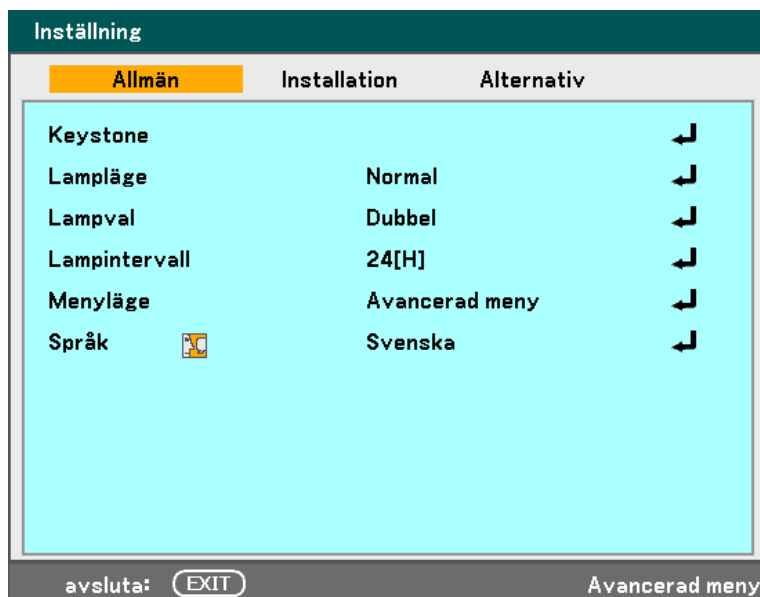 Inställning
Allmän Installation Alternativ
Keystone
Lampläge Normal
Lampval Dubbel
Lampintervall 24[H]
Menyläge Avancerad meny
Språk Svenska
avsluta: EXIT Avancerad meny